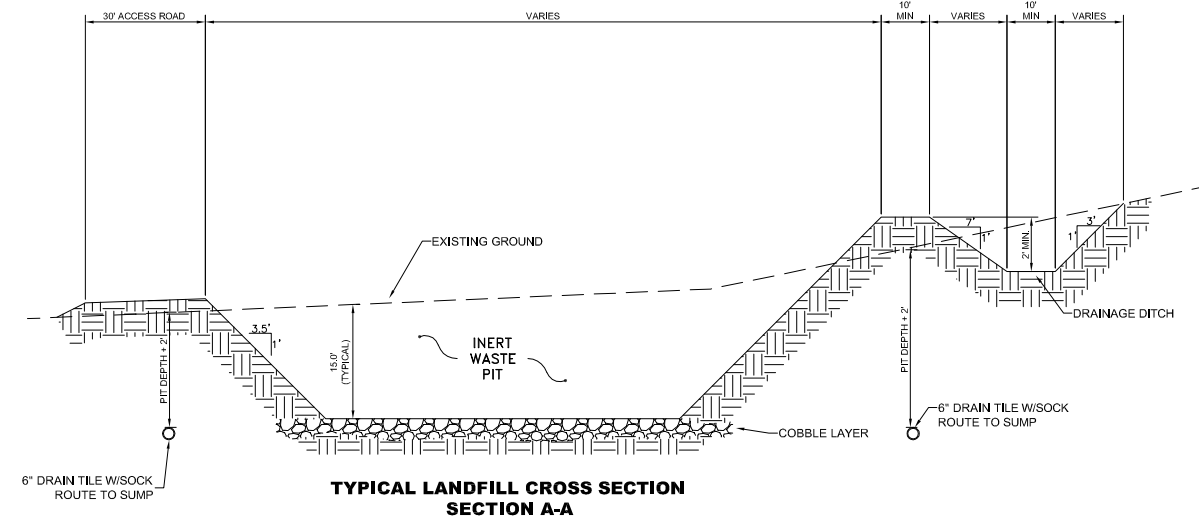 30' ACCESS ROAD
VARIES
10'
MIN
VARIES
10'
MIN
VARIES
EXISTING GROUND
7'
1'
2' MIN.
3'
1'
DRAINAGE DITCH
3.5'
1'
15.0'
(TYPICAL)
INERT
WASTE
PIT
PIT DEPTH + 2'
PIT DEPTH + 2'
6" DRAIN TILE W/SOCK
ROUTE TO SUMP
COBBLE LAYER
6" DRAIN TILE W/SOCK
ROUTE TO SUMP
TYPICAL LANDFILL CROSS SECTION
SECTION A-A